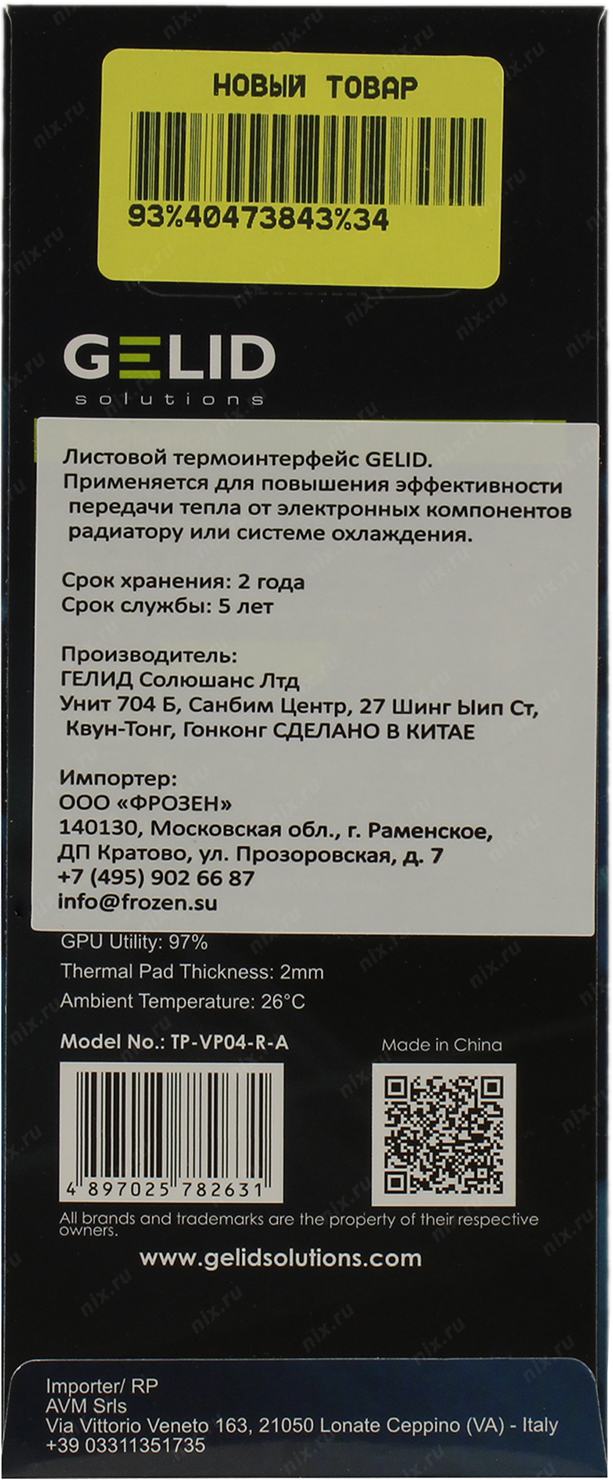 НОВЫЙ ТОВАР
93%40473843%34
GELID
solutions
Листовой термоинтерфейс GELID.
Применяется для повышения эффективности
передачи тепла от электронных компонентов
радиатору или системе охлаждения.
Срок хранения: 2 года
Срок службы: 5 лет
Производитель:
ГЕЛИД Солюшанс Лтд
Унит 704 Б, Санбим Центр, 27 Шинг Ыип Ст,
Квун-Тонг, Гонконг СДЕЛАНО В КИТАЕ
Импортер:
ООО «ФРОЗЕН»
140130, Московская обл., г. Раменское,
ДП Кратово, ул. Прозоровская, д. 7
+7 (495) 902 66 87
info@frozen.su
GPU Utility: 97%
Thermal Pad Thickness: 2mm
Ambient Temperature: 26°C
Model No.: TP-VP04-R-A
Made in China
4 897025 782631
All brands and trademarks are the property of their respective
owners.
www.gelidsolutions.com
Importer/ RP
AVM Srls
Via Vittorio Veneto 163, 21050 Lonate Ceppino (VA) - Italy
+39 03311351735
nix.ru